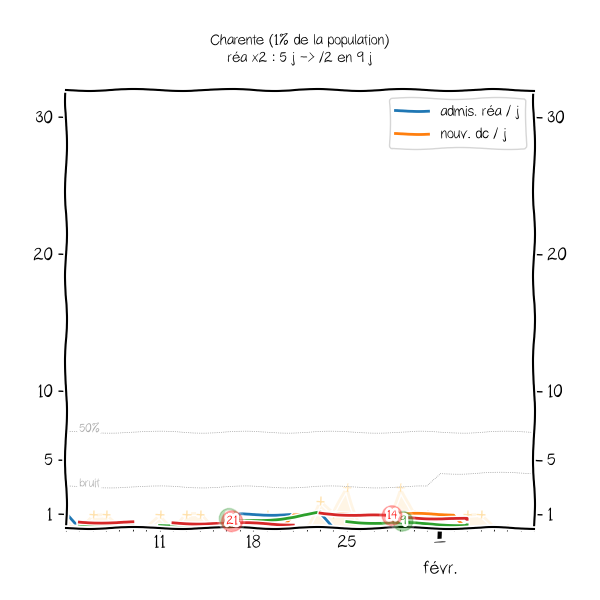 Charente (1% de la population)
réa x2 : 5 j -> /2 en 9 j
admis. réa / j
nouv. dc / j
30
30
20
20
10
10
50%
5
5
bruit
1
21
14
1
11
18
25
févr.